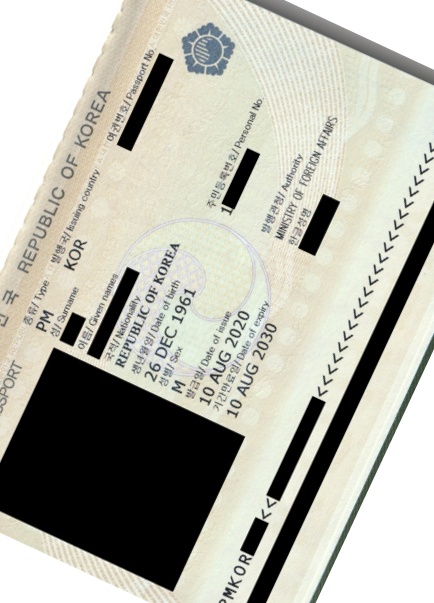 국 REPUBLIC OF KOREA
PASSPORT
종류/ Type 발행국/ Issuing country 여권번호/ Passport No.
PM KOR
성/ Surname
이름/ Given names
국적/ Nationality
REPUBLIC OF KOREA
생년월일/ Date of birth 주민등록번호/ Personal No
26 DEC 1961 1
성별/ Sex
M
발급일/ Date of issue 발행관청/ Authority
10 AUG 2020 MINISTRY OF FOREIGN AFFAIRS
기간만료일/ Date of expiry 한글성명
10 AUG 2030
PMKOR